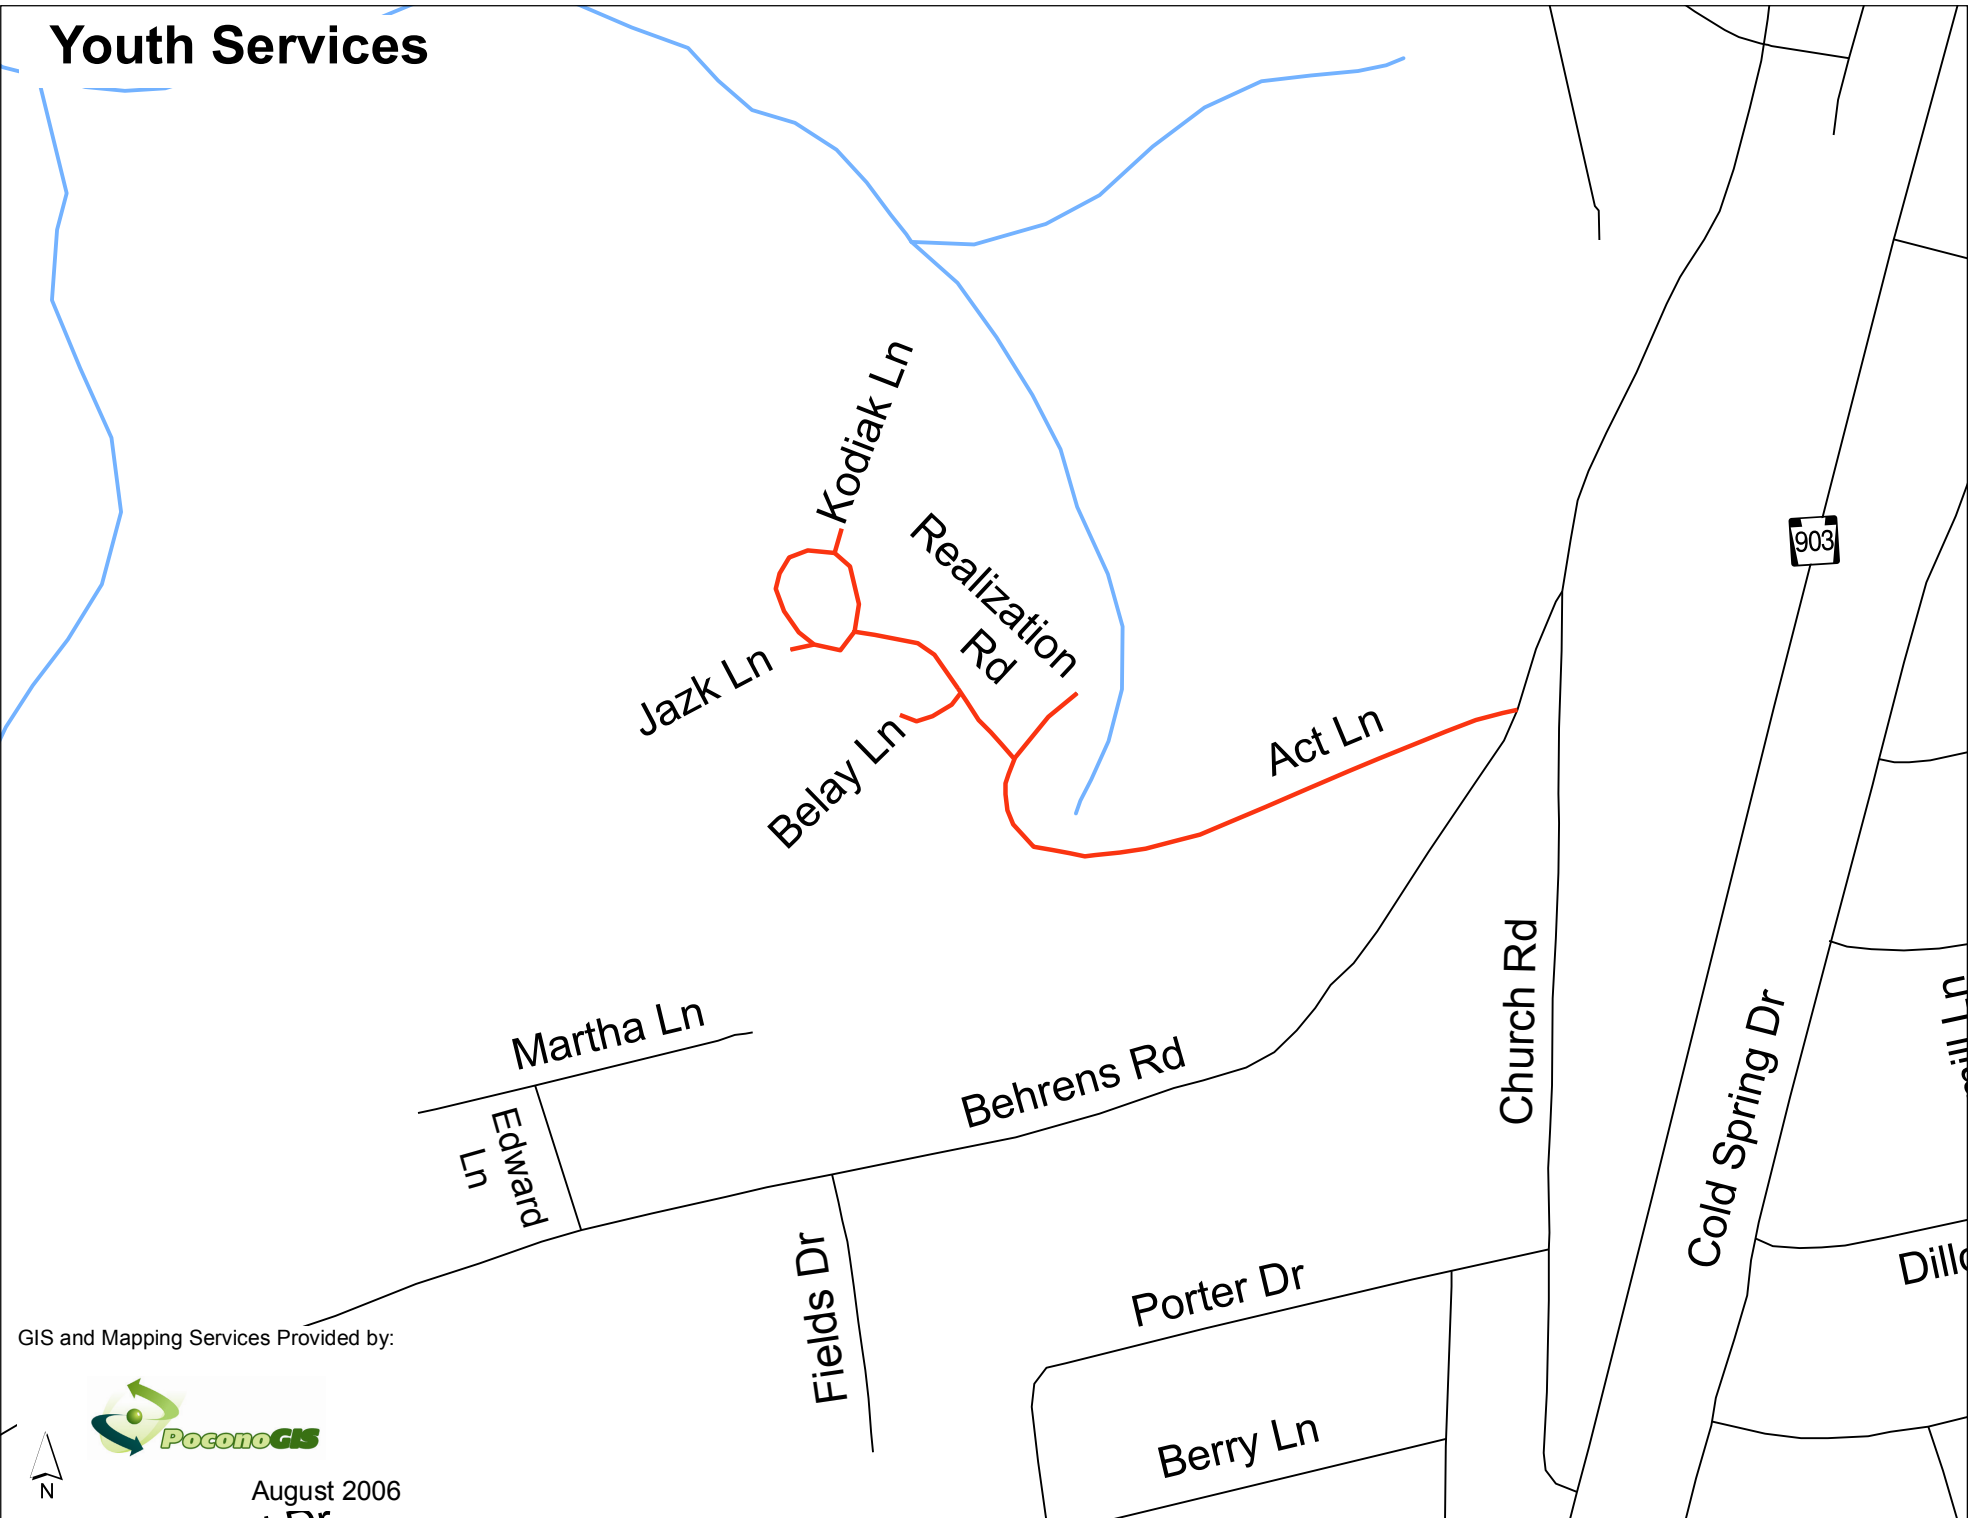 Youth Services
Kodiak Ln
Realization
Rd
903
Jazk Ln
Belay Ln
Act Ln
Church Rd
Martha Ln
Cold Spring Dr
Behrens Rd
Edward
Ln
Fields Dr
Porter Dr
GIS and Mapping Services Provided by:
PoconoGIS
Berry Ln
N
August 2006
Dr